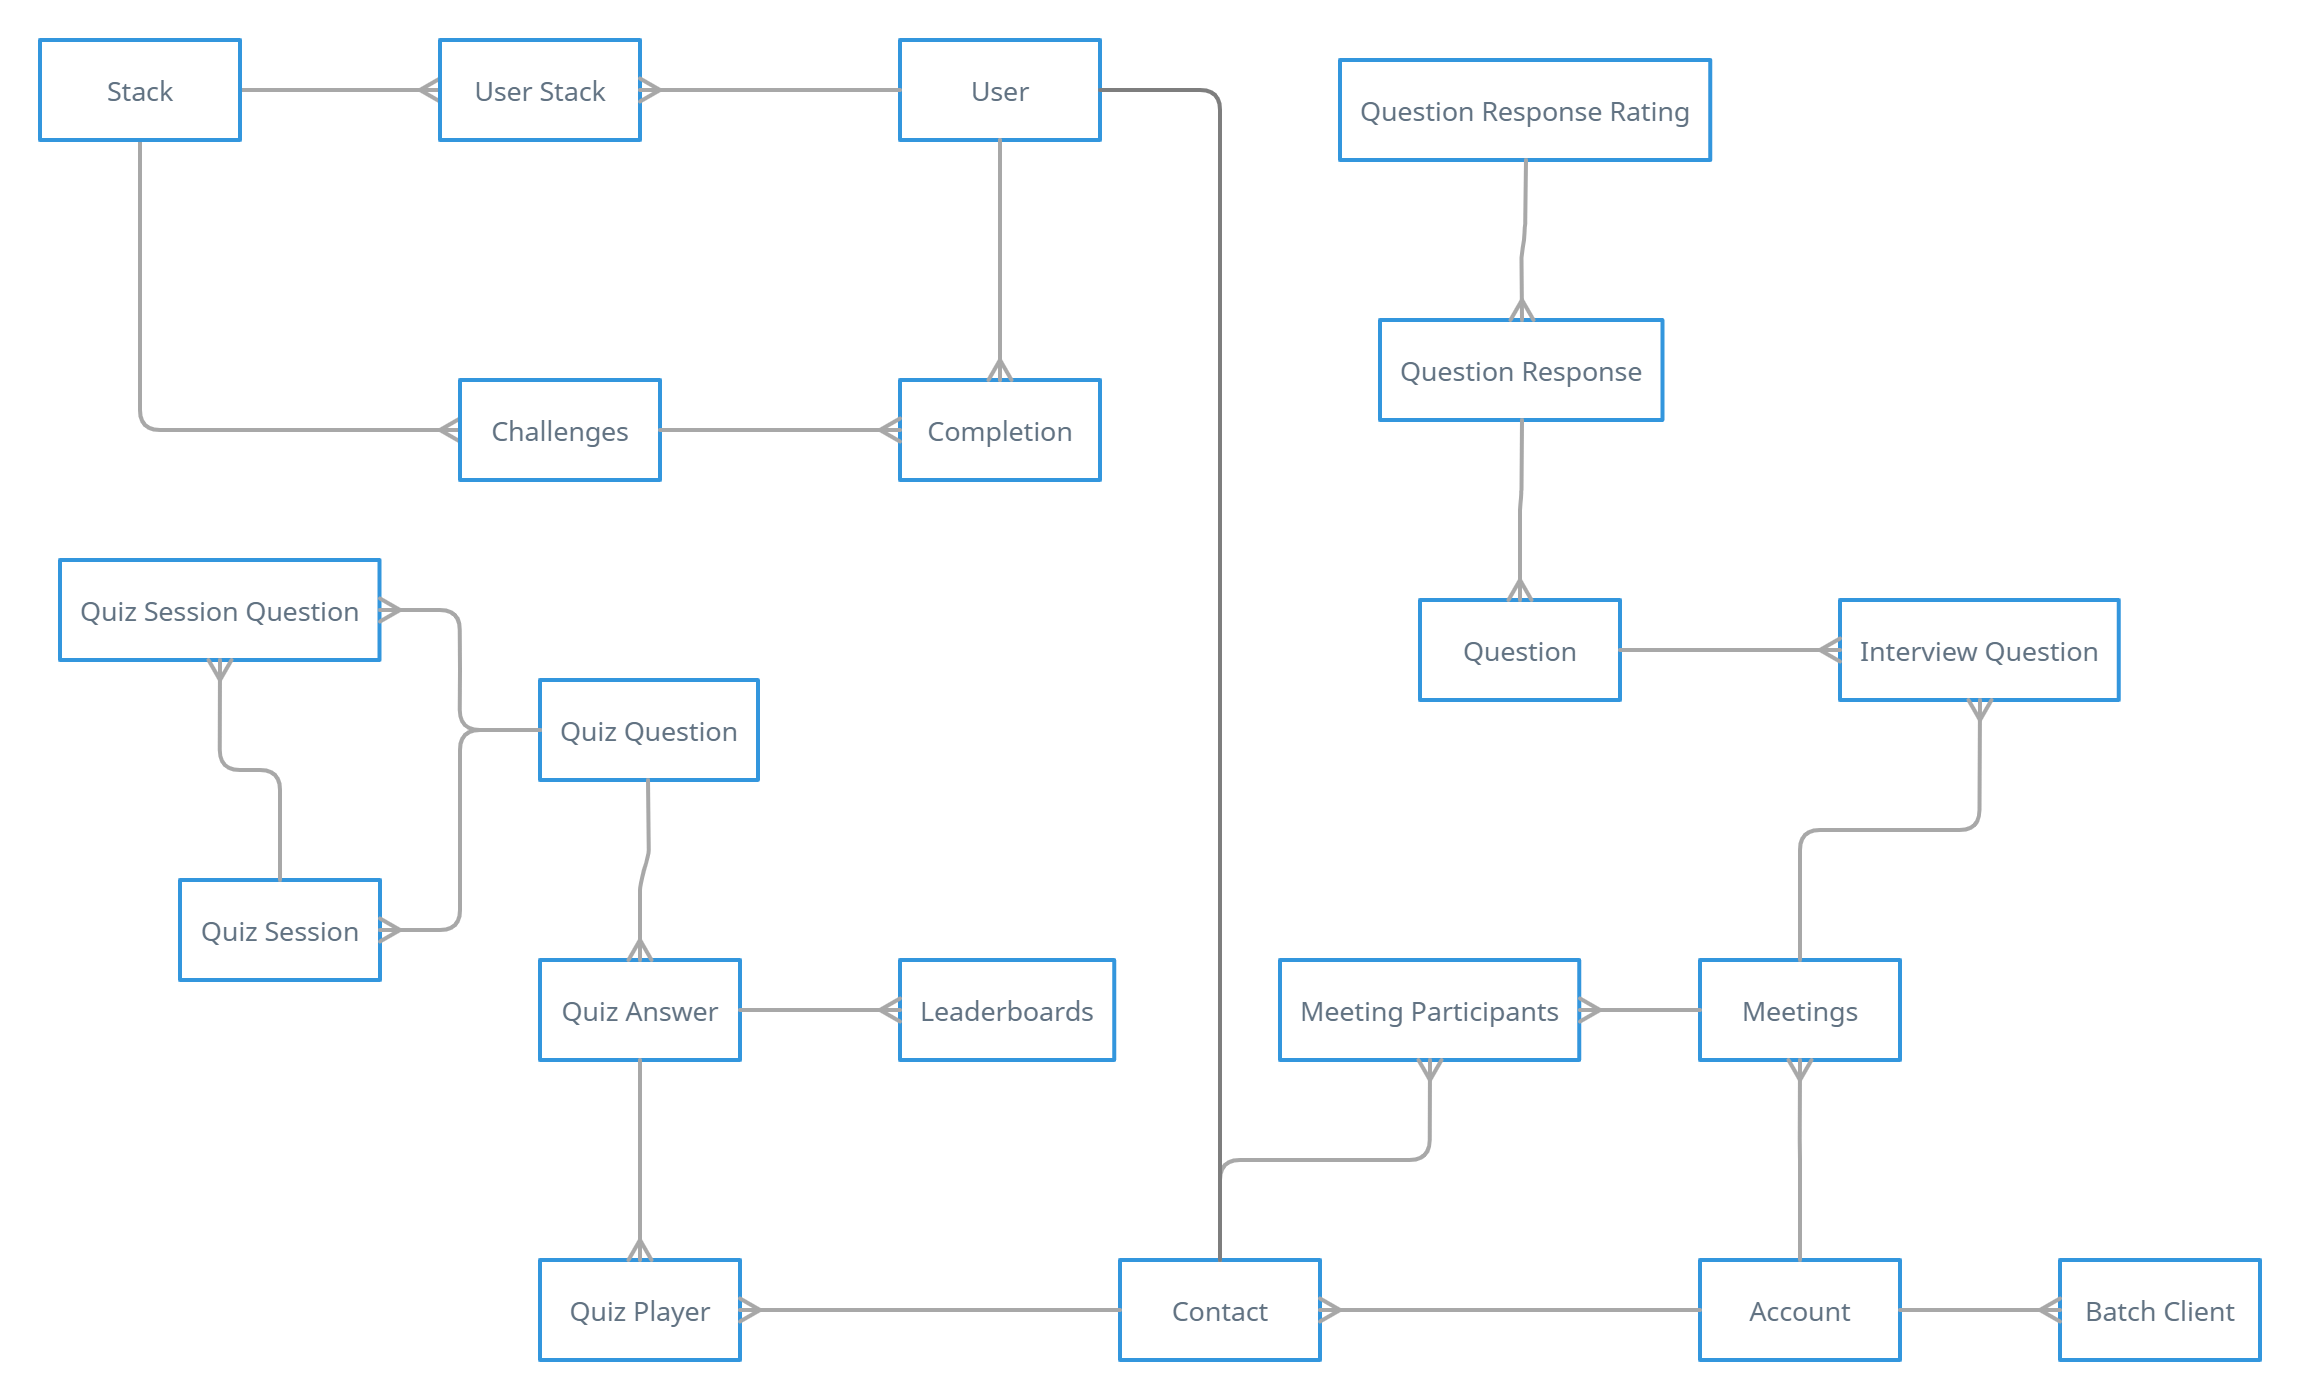 Stack
User Stack
User
Question Response Rating
Question Response
Challenges
Completion
Quiz Session Question
Question
Interview Question
Quiz Question
Quiz Session
Quiz Answer
Leaderboards
Meeting Participants
Meetings
Quiz Player
Contact
Account
Batch Client